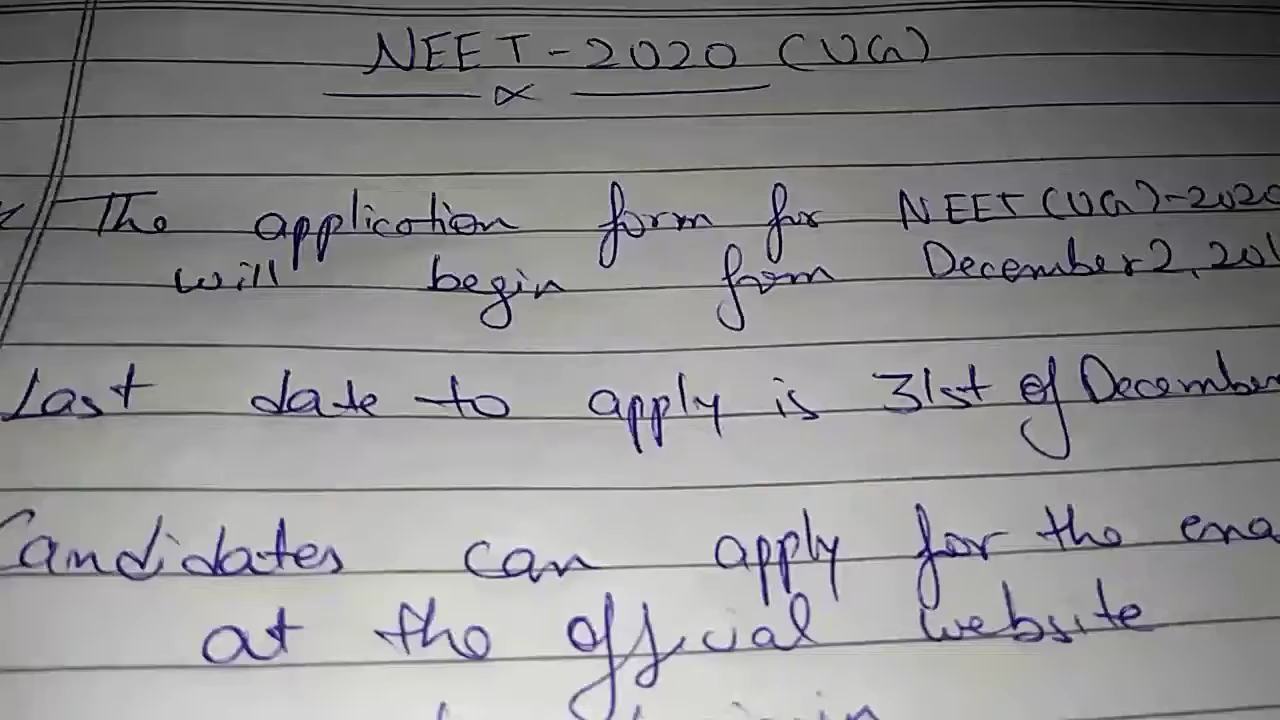 NEET-2020 (UG)
The application form for NEET (UG)-2020
will begin from December 2, 201
Last date to apply is 31st of December
Candidates can apply for the
at the official website